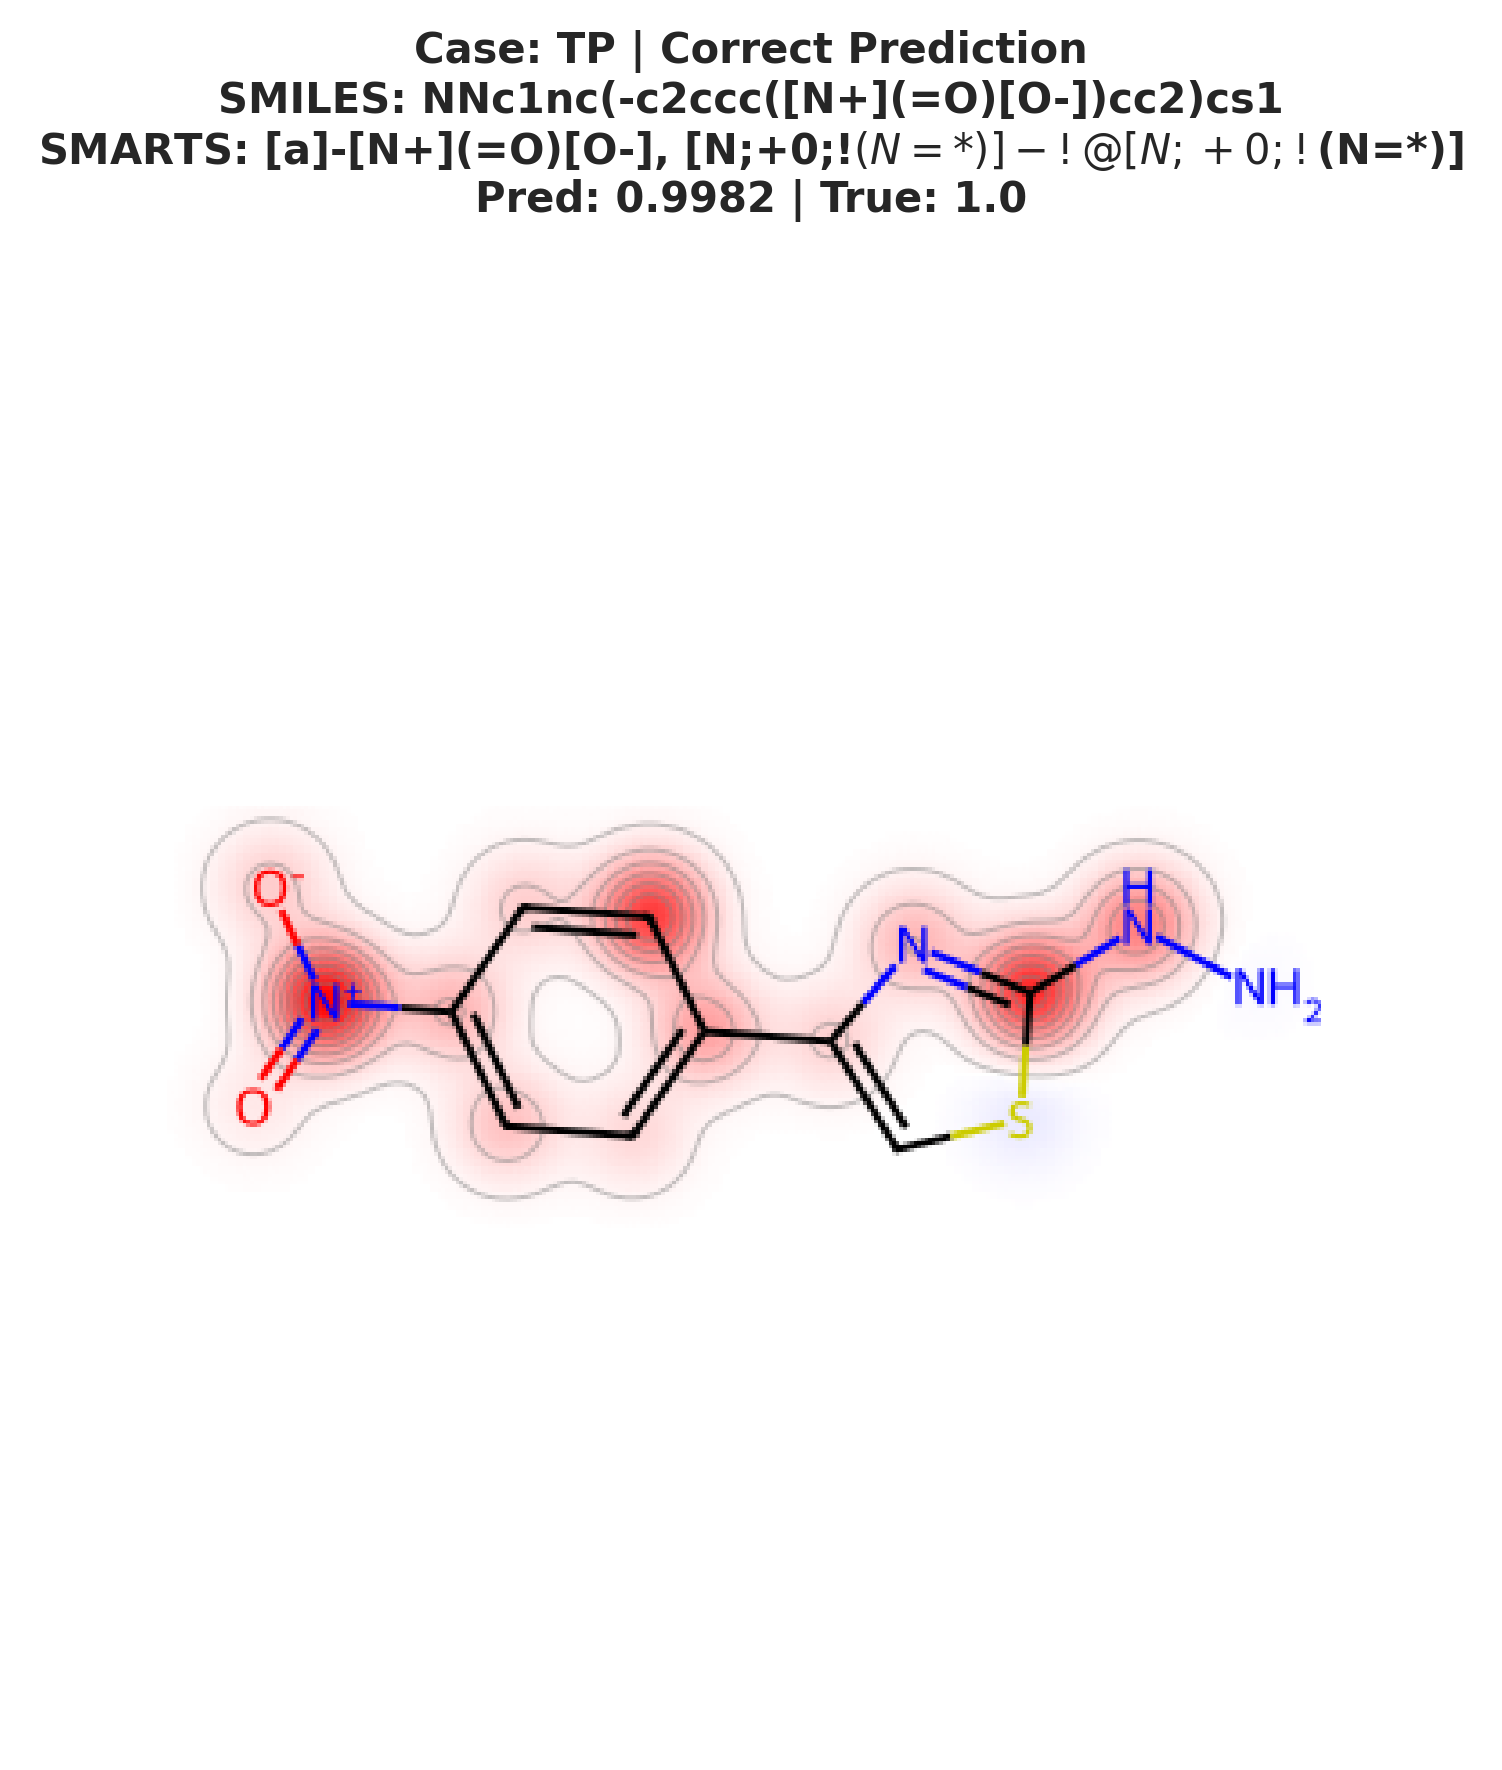 Case: TP | Correct Prediction
SMILES: NNc1nc(-c2ccc([N+](=O)[O-])cc2)cs1
SMARTS: [a]-[N+](=O)[O-], [N;+0;!(N = *)] − ! @[N; + 0; ! (N=*)]
Pred: 0.9982 | True: 1.0
O⁻
H
N
N
N⁺
NH₂
O
S